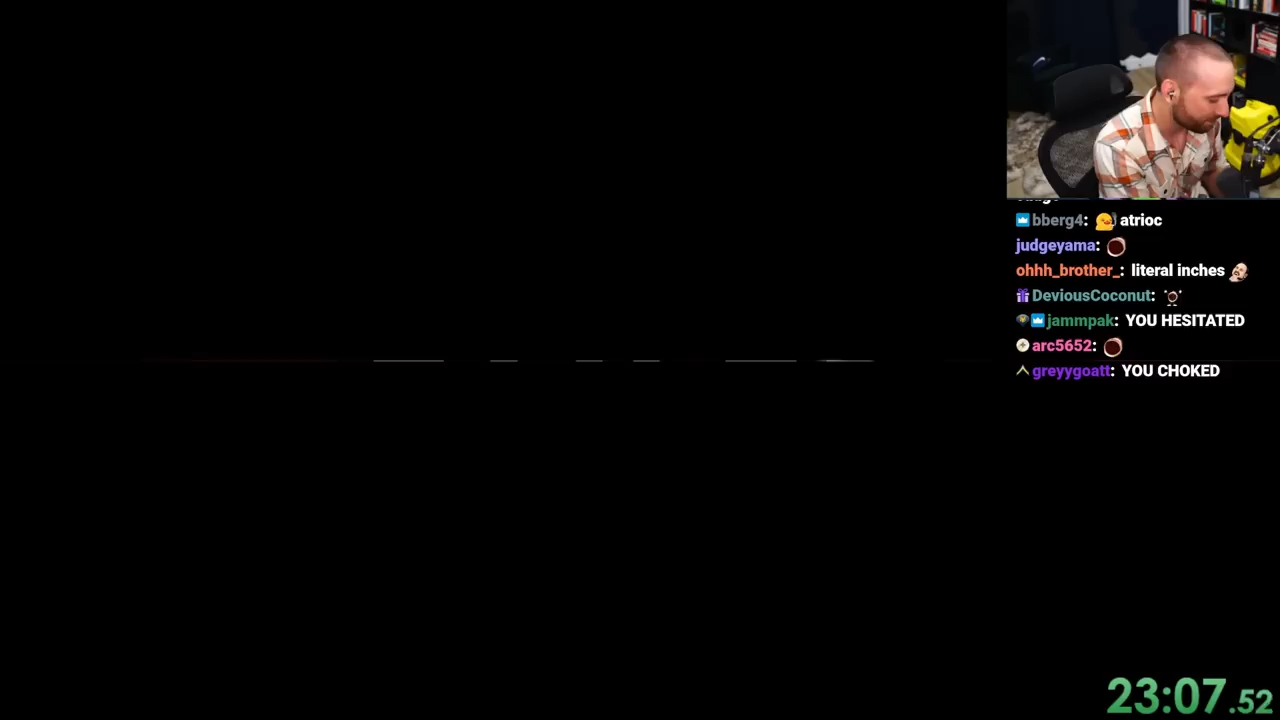 bberg4: atrioc
judgeyama:
ohhh_brother_: literal inches
DeviousCoconut:
jammpak: YOU HESITATED
arc5652:
greyygoatt: YOU CHOKED
23:07.52